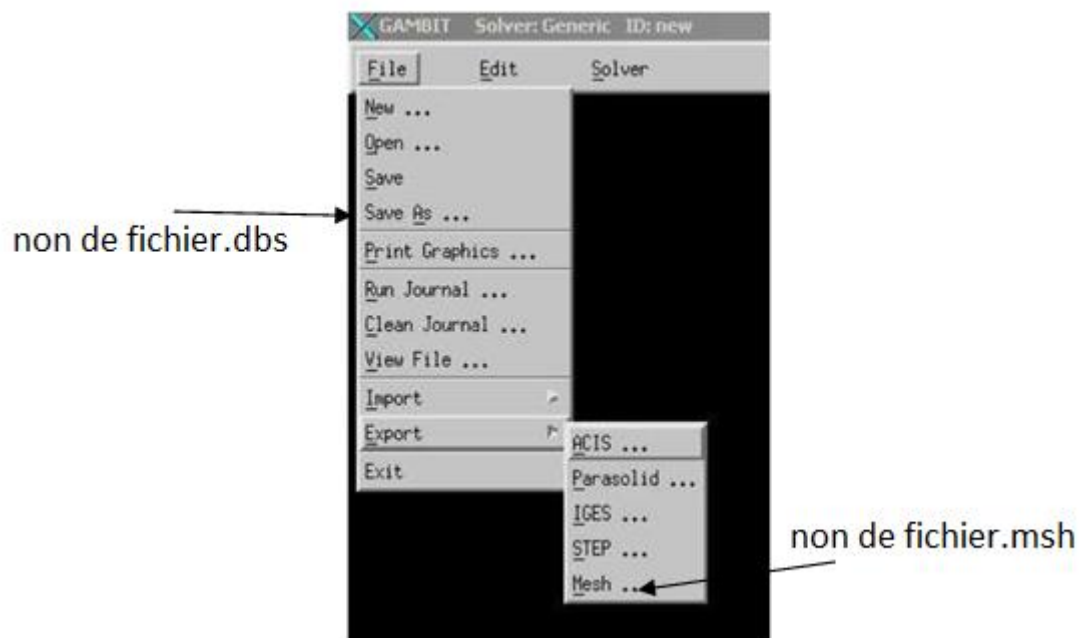 GAMBIT Solver: Generic ID: new
File Edit Solver
New ...
Open ...
Save
Save As ...
non de fichier.dbs
Print Graphics ...
Run Journal ...
Clean Journal ...
View File ...
Import
Export
Exit
ACIS ...
Parasolid ...
IGES ...
STEP ...
Mesh ...
non de fichier.msh